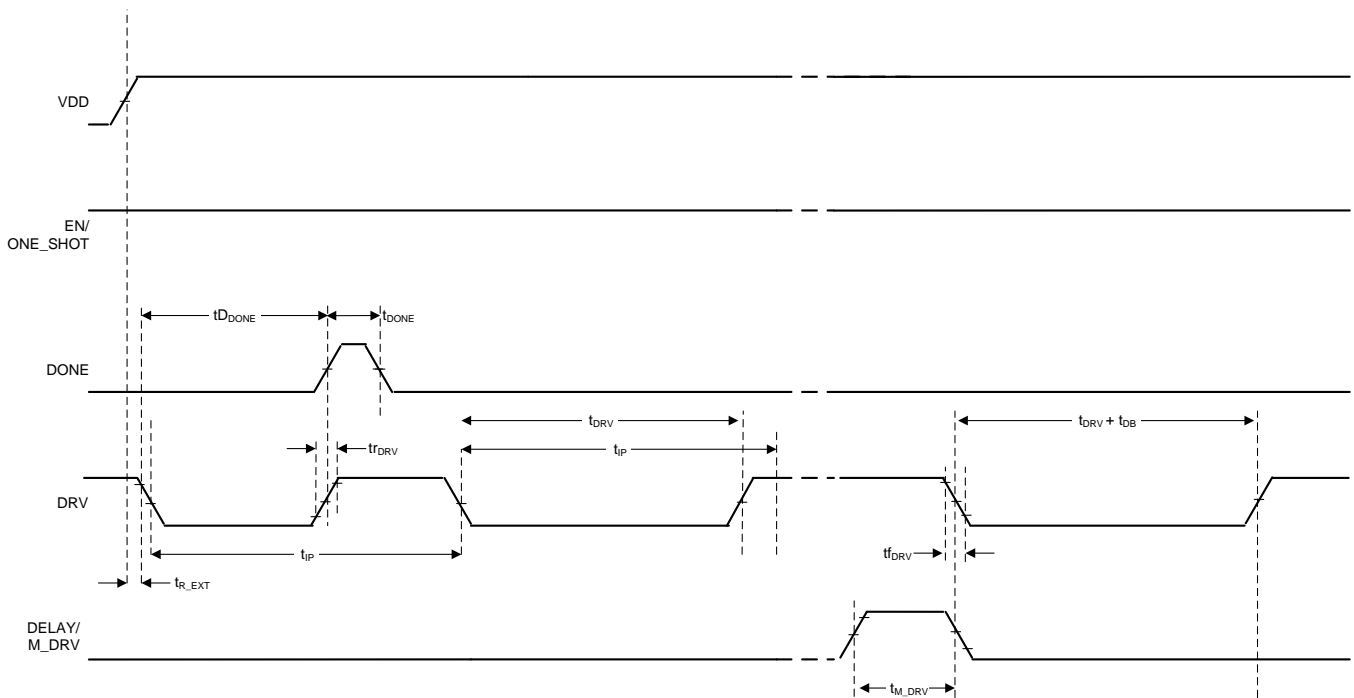 VDD
EN/
ONE_SHOT
tD_DONE
t_DONE
DONE
t_DRV
t_DRV + t_DB
tr_DRV
t_IP
DRV
t_IP
tf_DRV
t_R_EXT
DELAY/
M_DRV
t_M_DRV